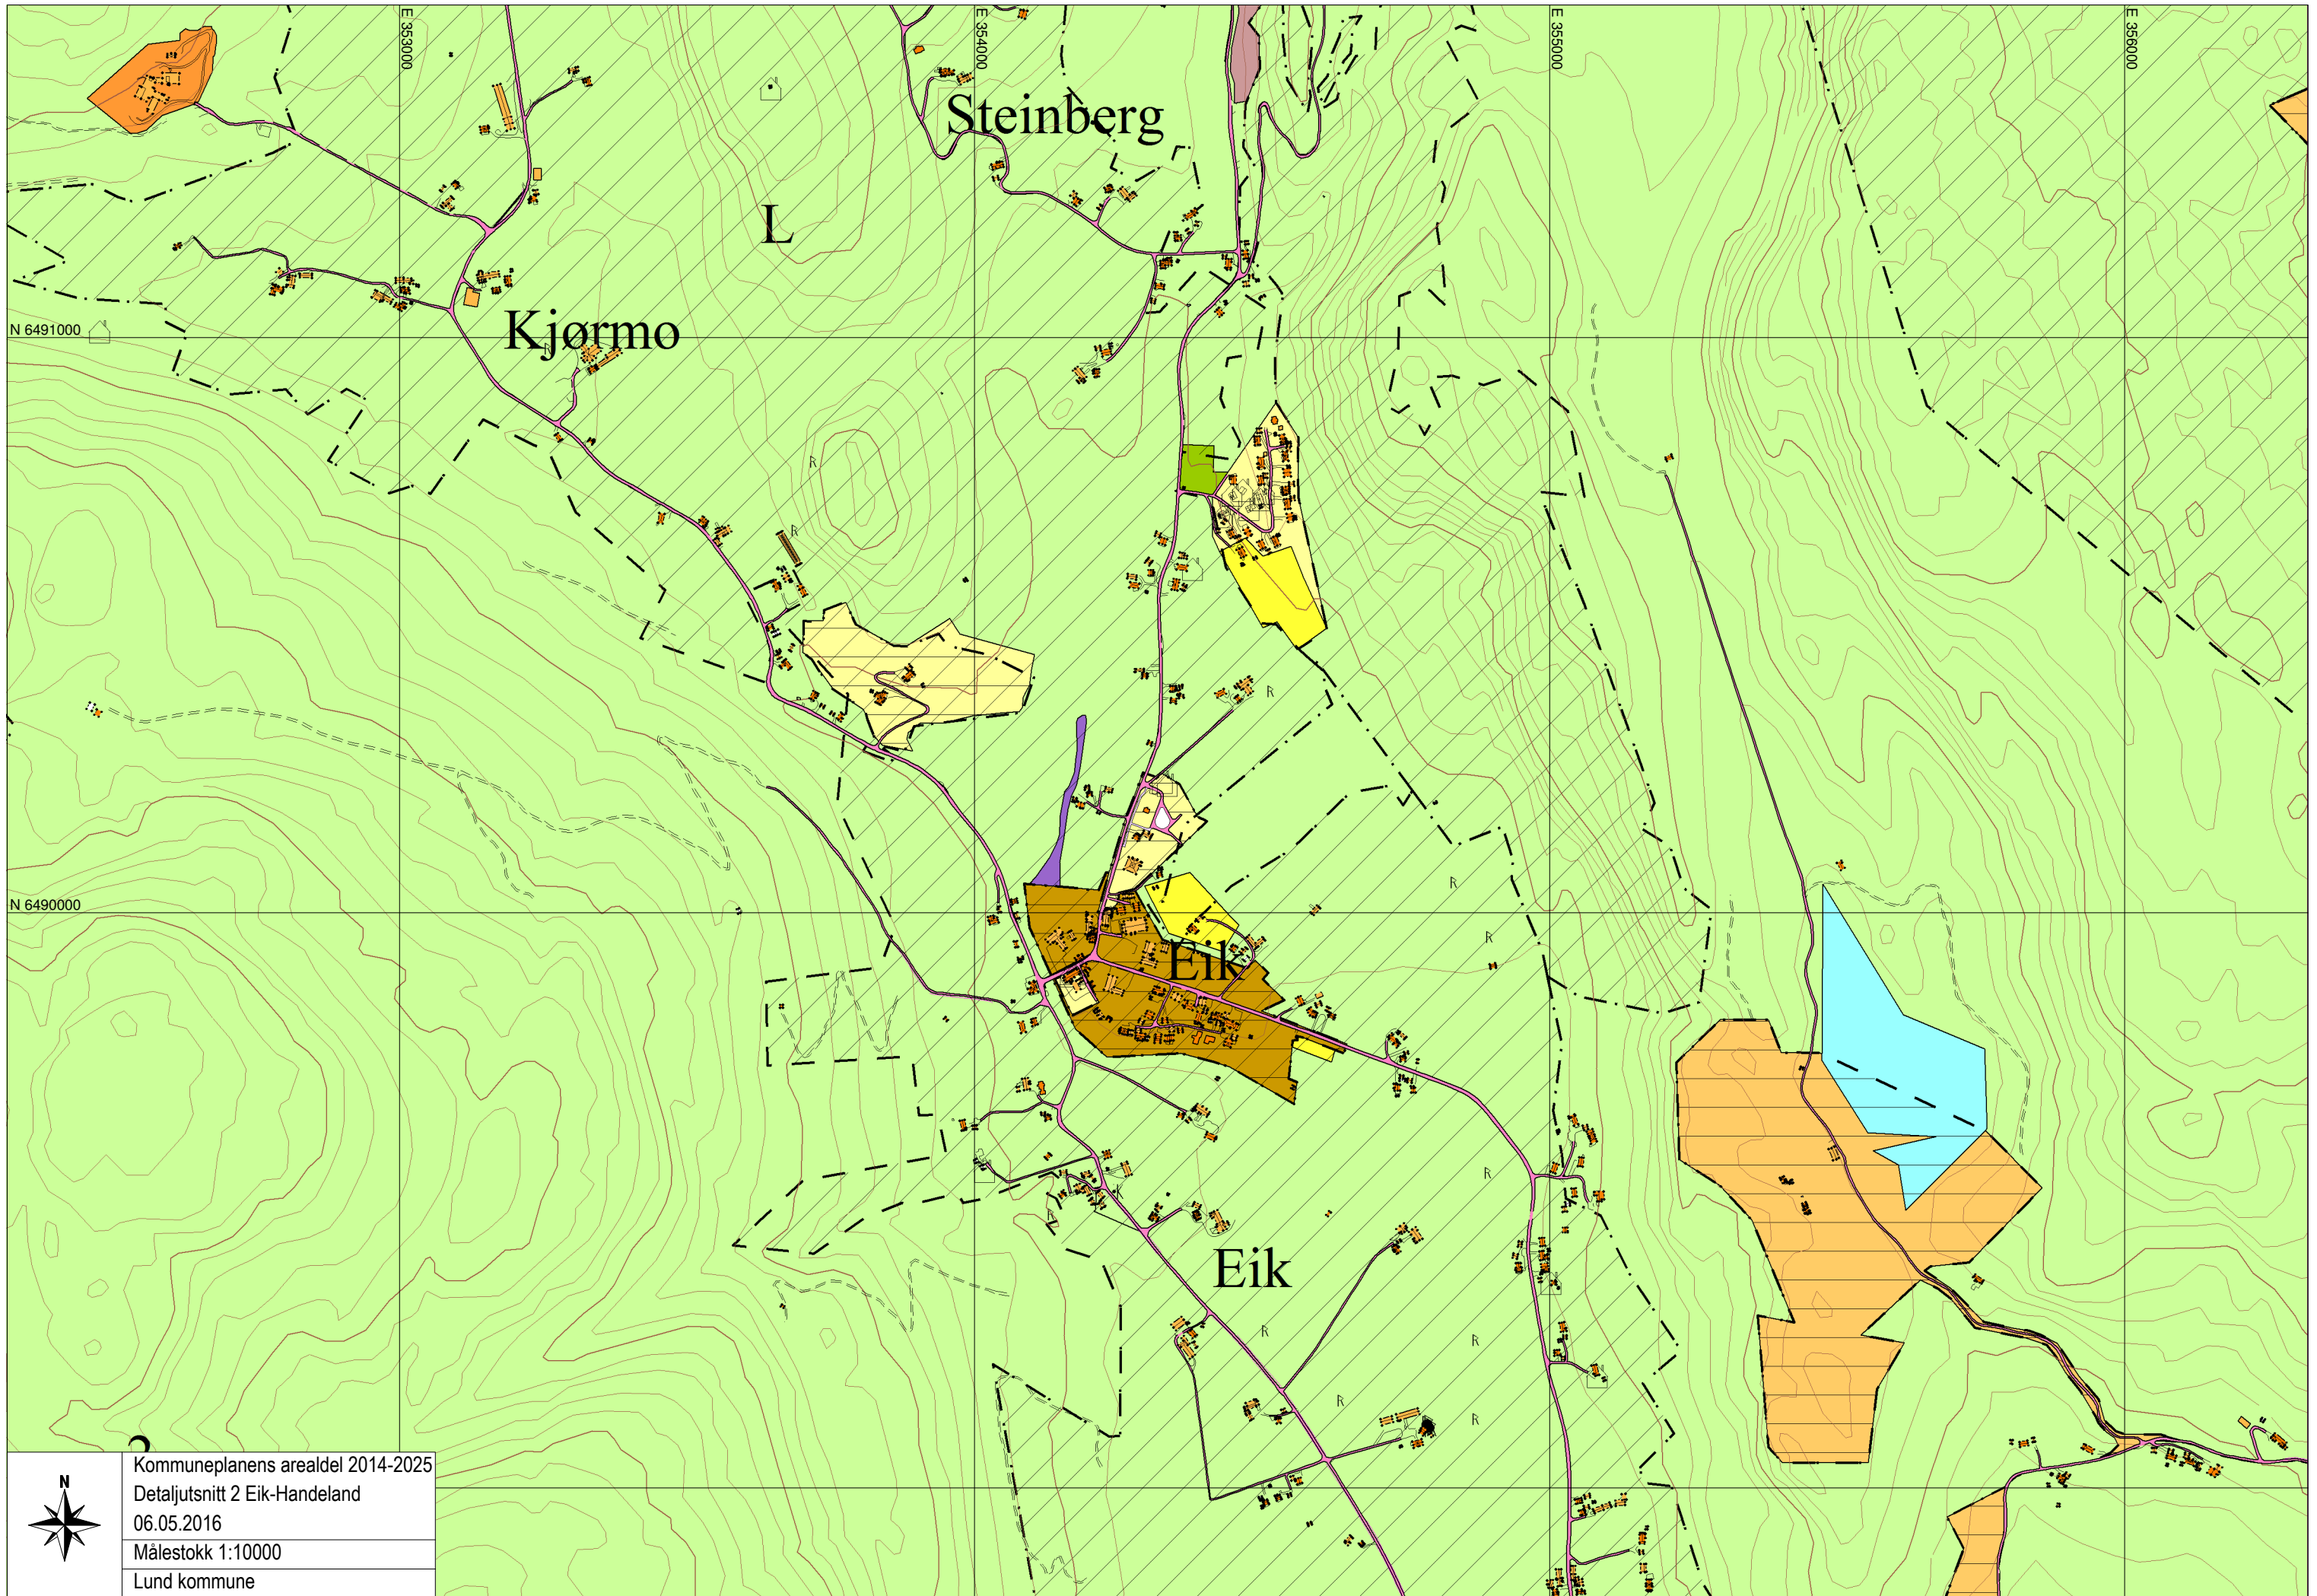 E 353000
E 354000
E 355000
E 356000
Steinberg
L
N 6491000
Kjørmo
R
R
R
R
N 6490000
R
Eik
R
R
Eik
R
R
R
R
N
Kommuneplanens arealdel 2014-2025
Detaljutsnitt 2 Eik-Handeland
06.05.2016
Målestokk 1:10000
Lund kommune